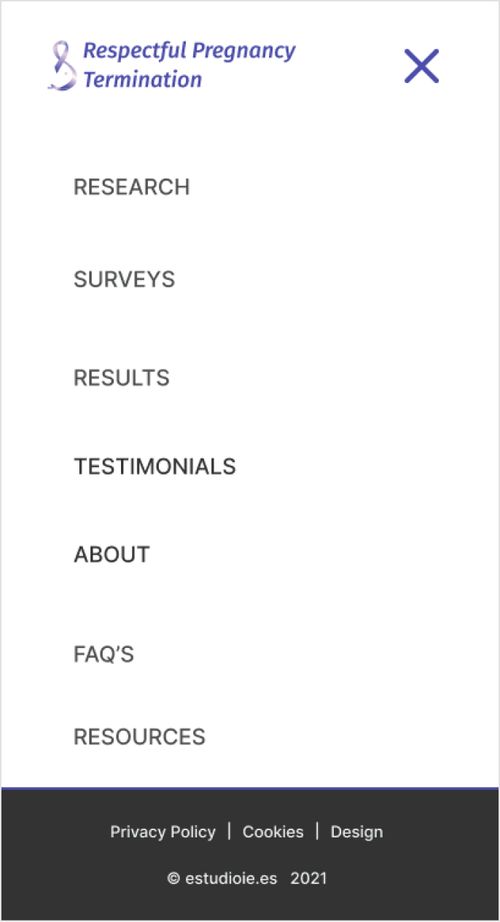 Respectful Pregnancy
Termination
RESEARCH
SURVEYS
RESULTS
TESTIMONIALS
ABOUT
FAQ’S
RESOURCES
Privacy Policy | Cookies | Design
© estudioie.es 2021